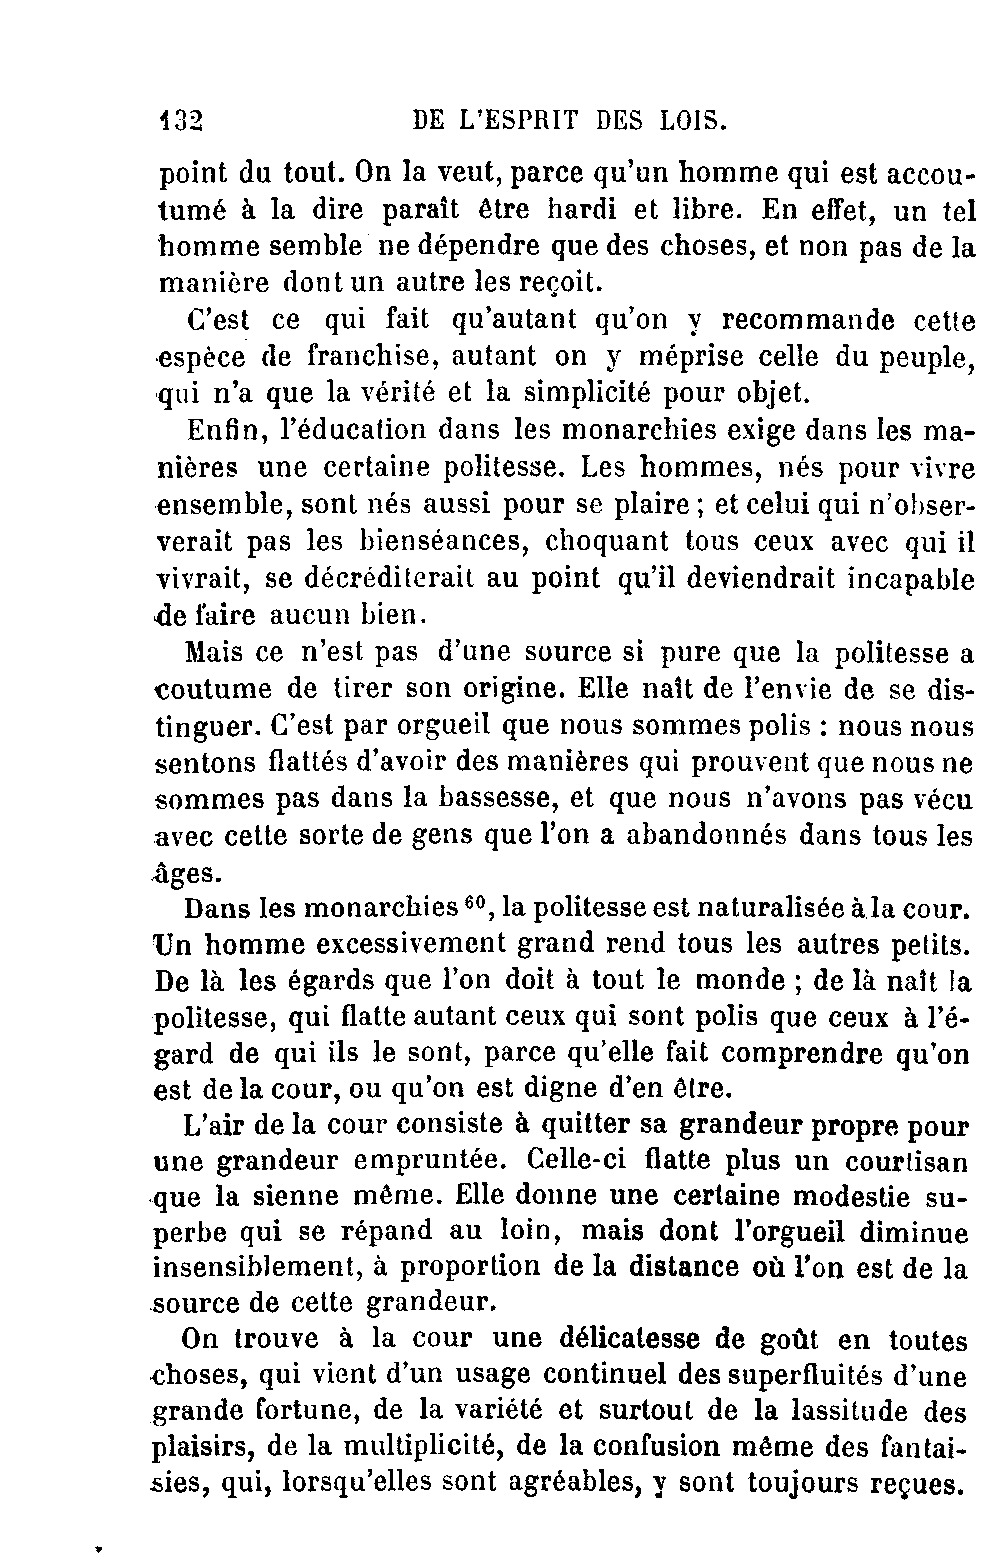 132 DE L'ESPRIT DES LOIS.
point du tout. On la veut, parce qu'un homme qui est accou-
tumé à la dire paraît être hardi et libre. En effet, un tel
homme semble ne dépendre que des choses, et non pas de la
manière dont un autre les reçoit.
C'est ce qui fait qu'autant qu'on y recommande cette
espèce de franchise, autant on y méprise celle du peuple,
qui n'a que la vérité et la simplicité pour objet.
Enfin, l'éducation dans les monarchies exige dans les ma-
nières une certaine politesse. Les hommes, nés pour vivre
ensemble, sont nés aussi pour se plaire ; et celui qui n'obser-
verait pas les bienséances, choquant tous ceux avec qui il
vivrait, se décréditerait au point qu'il deviendrait incapable
de faire aucun bien.
Mais ce n'est pas d'une source si pure que la politesse a
coutume de tirer son origine. Elle naît de l'envie de se dis-
tinguer. C'est par orgueil que nous sommes polis : nous nous
sentons flattés d'avoir des manières qui prouvent que nous ne
sommes pas dans la bassesse, et que nous n'avons pas vécu
avec cette sorte de gens que l'on a abandonnés dans tous les
âges.
Dans les monarchies ⁶⁰, la politesse est naturalisée à la cour.
Un homme excessivement grand rend tous les autres petits.
De là les égards que l'on doit à tout le monde ; de là naît la
politesse, qui flatte autant ceux qui sont polis que ceux à l'é-
gard de qui ils le sont, parce qu'elle fait comprendre qu'on
est de la cour, ou qu'on est digne d'en être.
L'air de la cour consiste à quitter sa grandeur propre pour
une grandeur empruntée. Celle-ci flatte plus un courtisan
que la sienne même. Elle donne une certaine modestie su-
perbe qui se répand au loin, mais dont l'orgueil diminue
insensiblement, à proportion de la distance où l'on est de la
source de cette grandeur.
On trouve à la cour une délicatesse de goût en toutes
choses, qui vient d'un usage continuel des superfluités d'une
grande fortune, de la variété et surtout de la lassitude des
plaisirs, de la multiplicité, de la confusion même des fantai-
sies, qui, lorsqu'elles sont agréables, y sont toujours reçues.